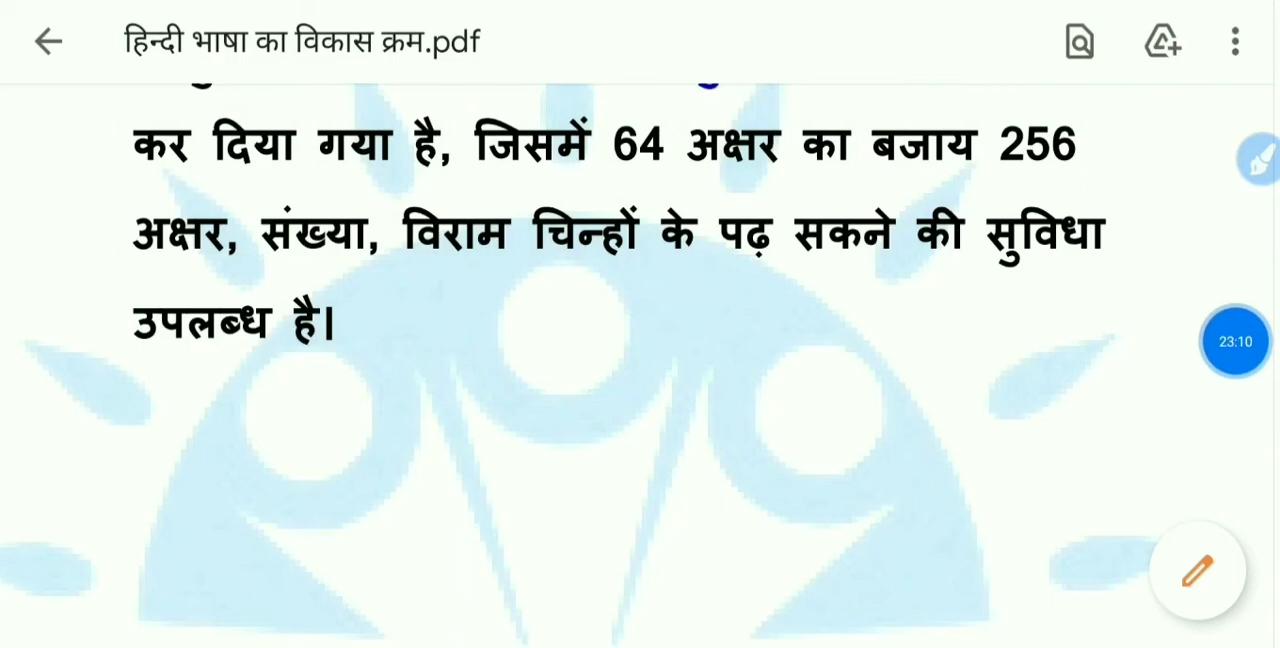 हिन्दी भाषा का विकास क्रम.pdf
कर दिया गया है, जिसमें 64 अक्षर का बजाय 256
अक्षर, संख्या, विराम चिन्हों के पढ़ सकने की सुविधा
उपलब्ध है।
23:10